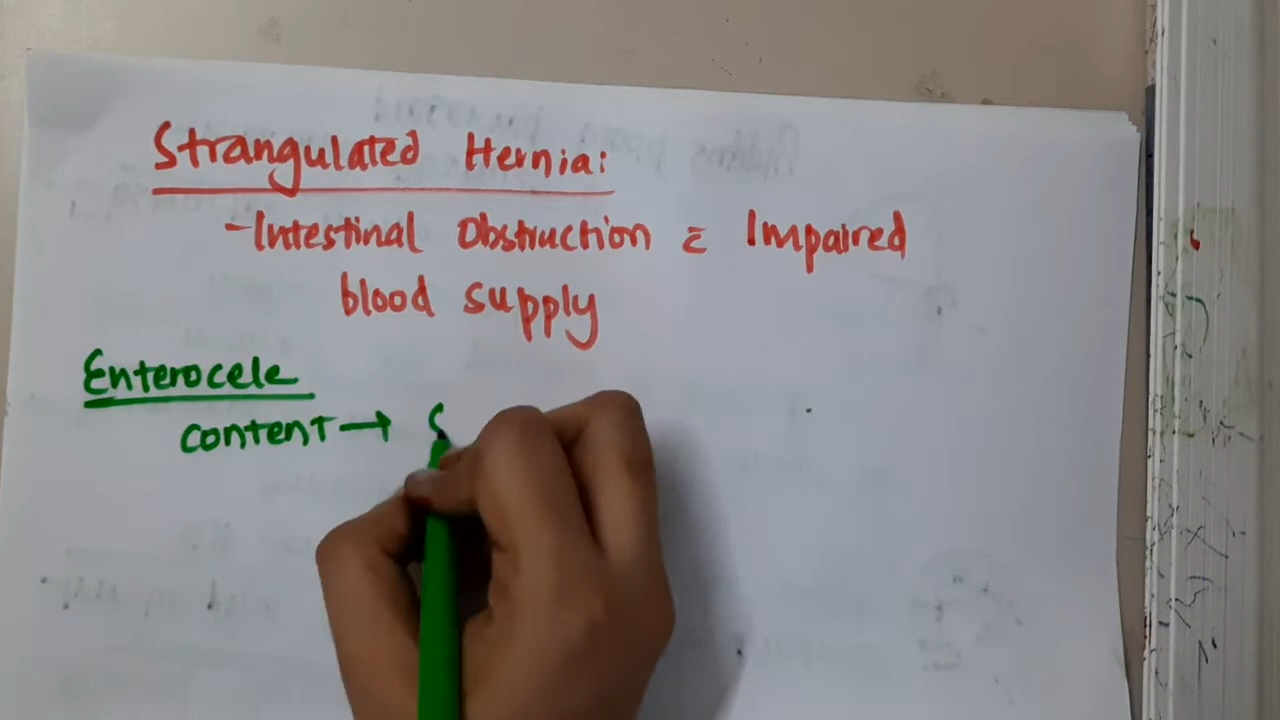 Strangulated Hernia:
-Intestinal Obstruction c̄ Impaired
blood supply
Enterocele
content →